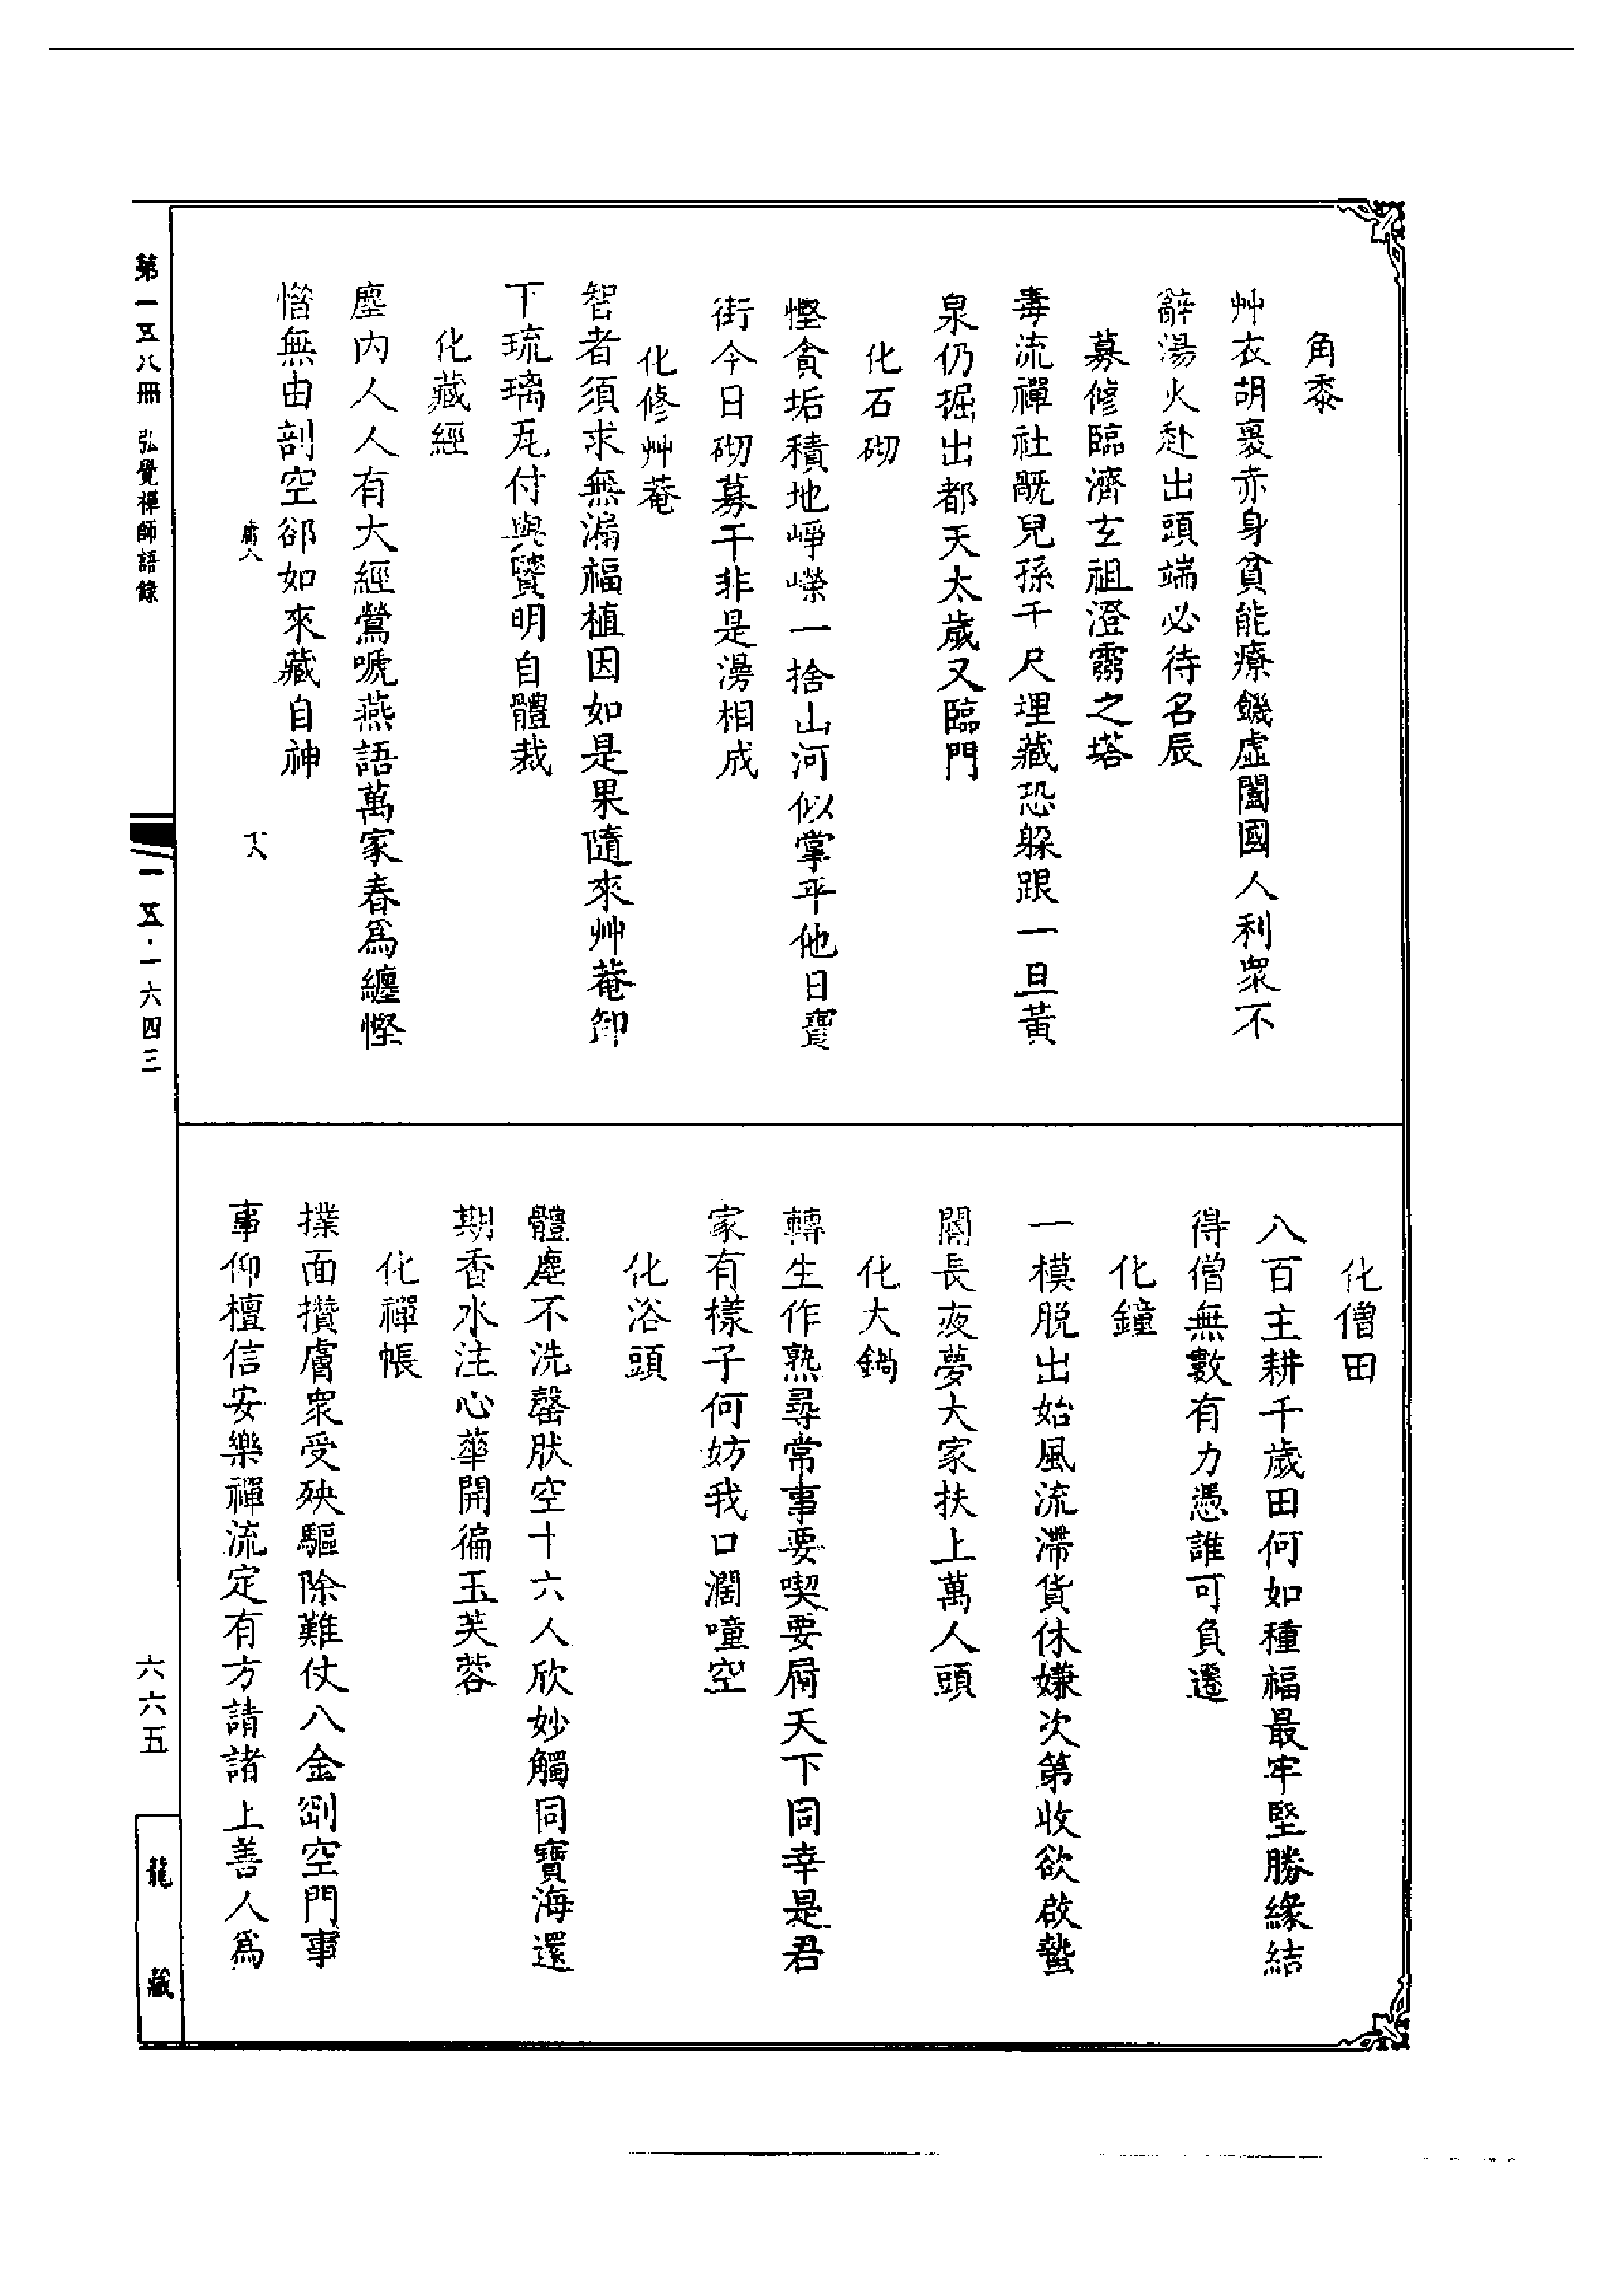 角黍
艸衣胡裹赤身貧能療饑虛闔國人利衆不
辭湯火赴出頭端必待名辰
募修臨濟玄祖澄靈之塔
毒流禪社旤兒孫千尺埋藏恐躲跟一旦黃
泉仍掘出都天太歲又臨門
化石砌
慳貪垢積地崢嶸一捨山河似掌平他日寶
街今日砌募干非是漫相成
化修艸菴
智者須求無漏福植因如是果隨來艸菴卸
下琉璃瓦付與賢明自體裁
化藏經
塵內人人有大經鶯嗁燕語萬家春爲纏慳
惜無由剖空郤如來藏自神
十八
化僧田
八百主耕千歲田何如種福最牢堅勝緣結
得僧無數有力憑誰可負還
化鐘
一模脫出始風流滯貨休嫌次第收欲啟蟄
關長夜夢大家扶上萬人頭
化大鍋
轉生作熟尋常事要喫要屙天下同幸是君
家有樣子何妨我口濶噇空
化浴頭
體塵不洗罄肰空十六人欣妙觸同寶海還
期香水注心華開徧玉芙蓉
化禪帳
撲面攢膚衆受殃驅除難仗八金剛空門事
事仰檀信安樂禪流定有方請諸上善人爲
第一五八冊 弘覺禪師語錄
一五·一六四三
六六五
龍藏